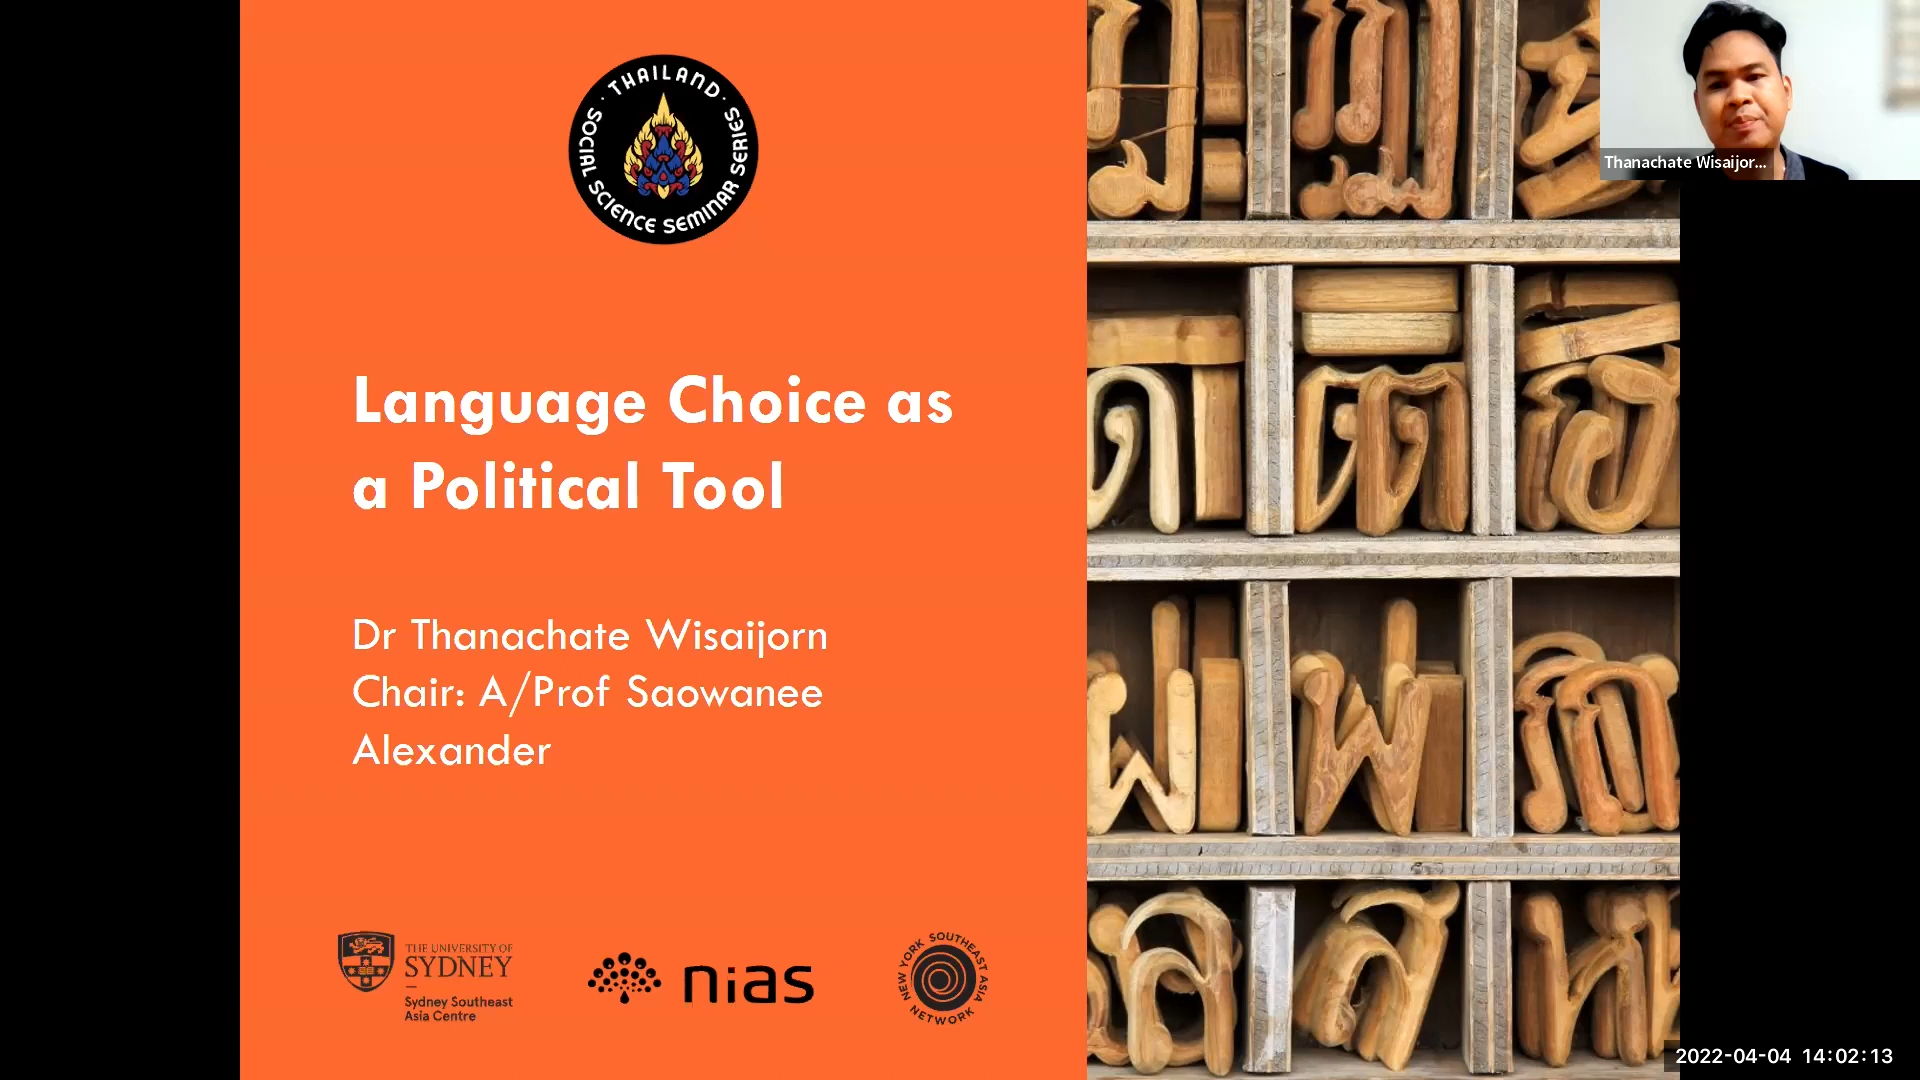 · THAILAND ·
SOCIAL SCIENCE SEMINAR SERIES
Thanachate Wisaijor...
Language Choice as
a Political Tool
Dr Thanachate Wisaijorn
Chair: A/Prof Saowanee
Alexander
THE UNIVERSITY OF
SYDNEY
Sydney Southeast
Asia Centre
nias
NEW YORK SOUTHEAST ASIA
NETWORK
2022-04-04 14:02:13